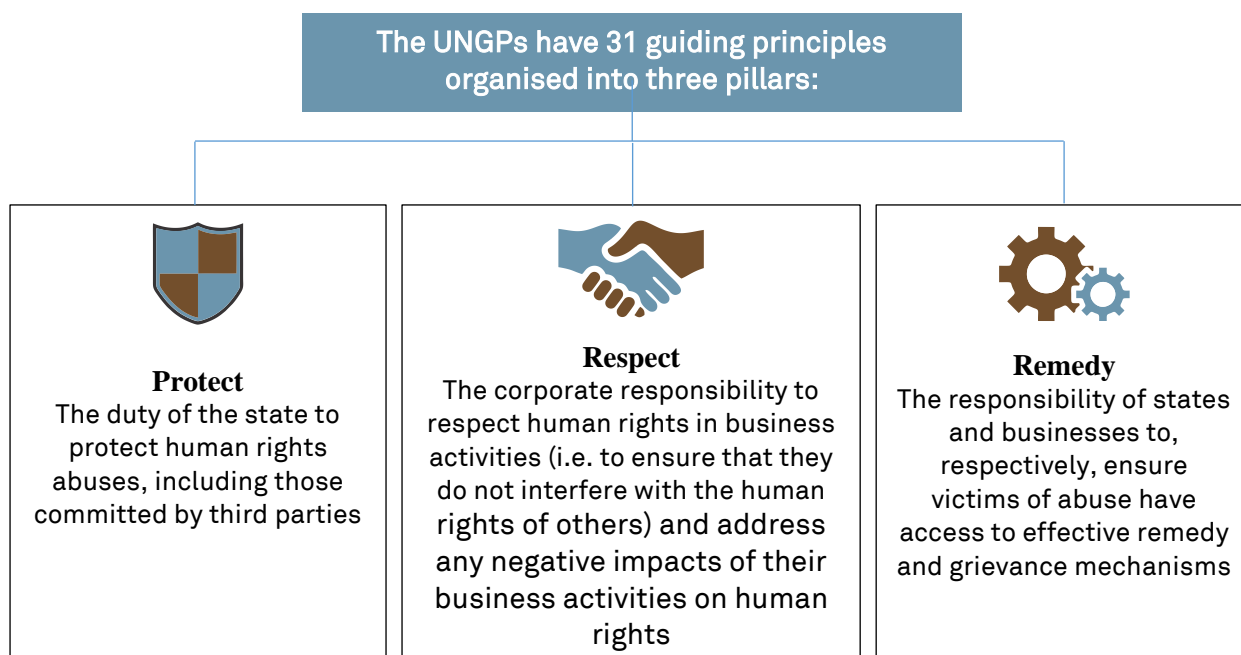 The UNGPs have 31 guiding principles
organised into three pillars:
Protect
The duty of the state to
protect human rights
abuses, including those
committed by third parties
Respect
The corporate responsibility to
respect human rights in business
activities (i.e. to ensure that they
do not interfere with the human
rights of others) and address
any negative impacts of their
business activities on human
rights
Remedy
The responsibility of states
and businesses to,
respectively, ensure
victims of abuse have
access to effective remedy
and grievance mechanisms